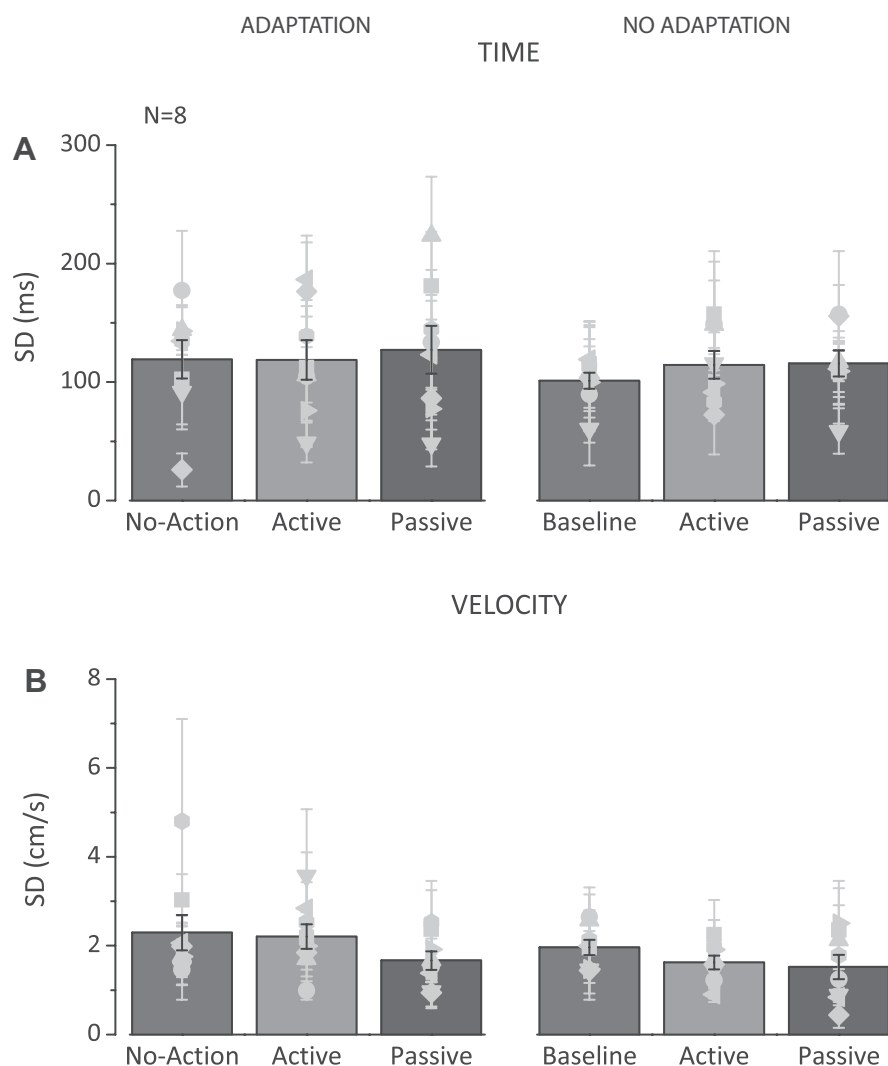 ADAPTATION NO ADAPTATION
TIME
N=8
A
300
200
100
0
SD (ms)
No-Action Active Passive Baseline Active Passive
VELOCITY
B
8
6
4
2
0
SD (cm/s)
No-Action Active Passive Baseline Active Passive